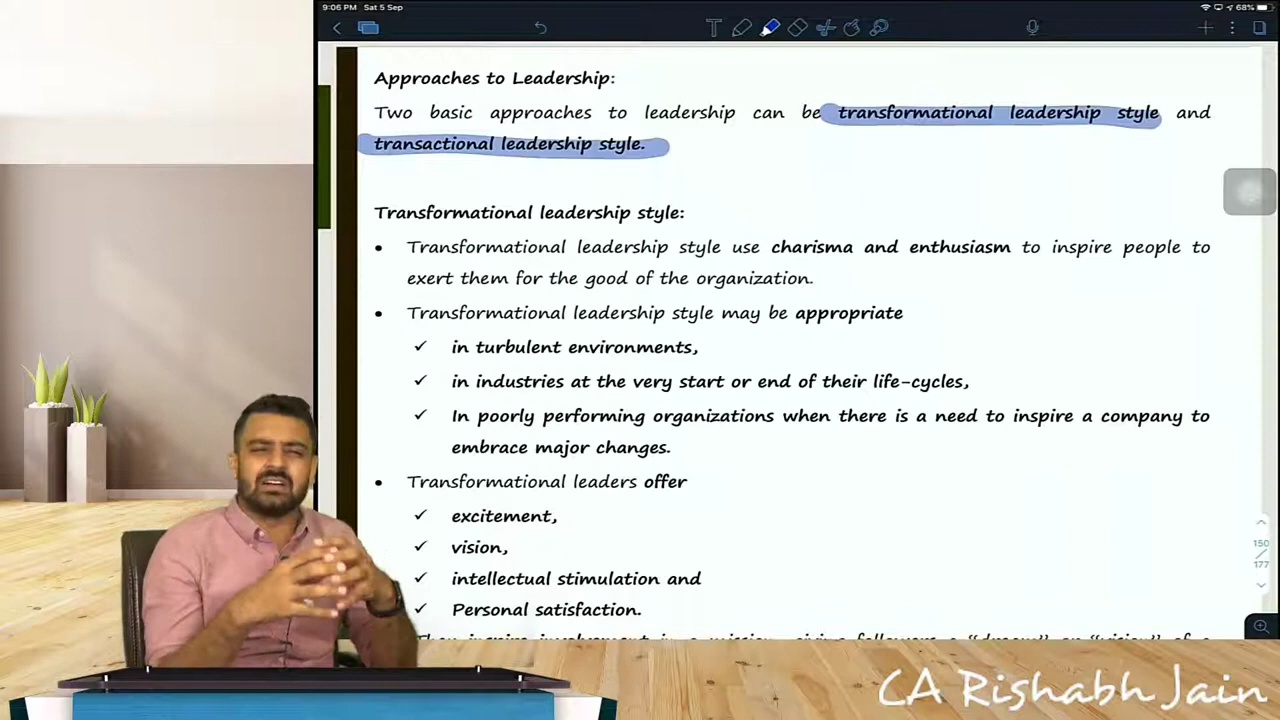 9:06 PM Sat 5 Sep
68%
Approaches to Leadership:
Two basic approaches to leadership can be transformational leadership style and
transactional leadership style.
Transformational leadership style:
• Transformational leadership style use charisma and enthusiasm to inspire people to
exert them for the good of the organization.
• Transformational leadership style may be appropriate
✓ in turbulent environments,
✓ in industries at the very start or end of their life-cycles,
✓ In poorly performing organizations when there is a need to inspire a company to
embrace major changes.
• Transformational leaders offer
✓ excitement,
✓ vision,
✓ intellectual stimulation and
✓ Personal satisfaction.
150
/
177
CA Rishabh Jain